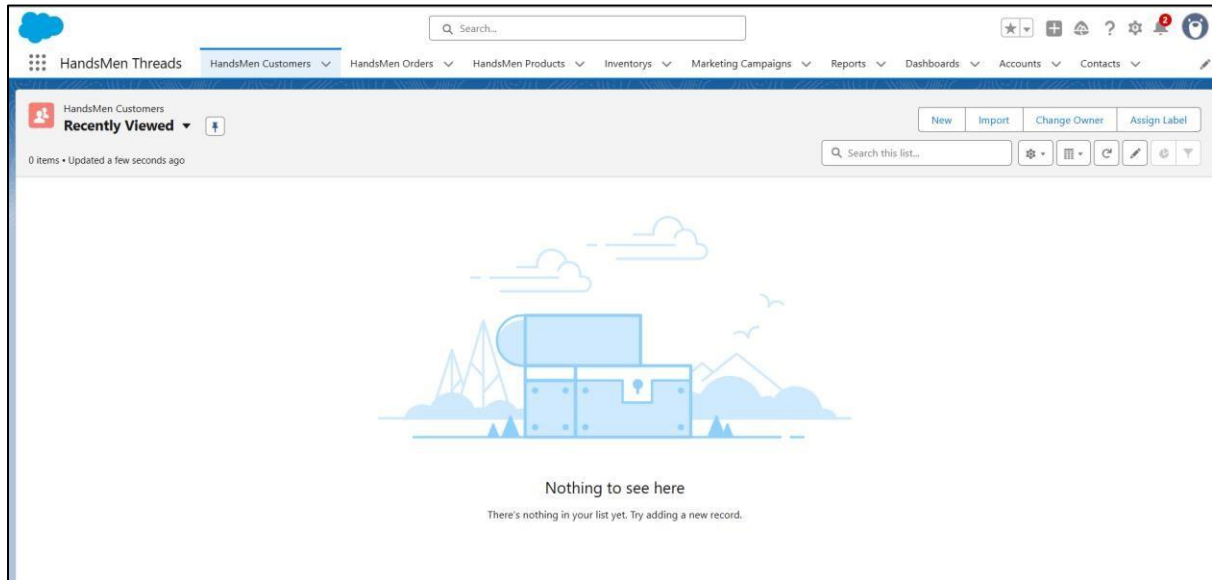 Search...
2
HandsMen Threads HandsMen Customers HandsMen Orders HandsMen Products Inventorys Marketing Campaigns Reports Dashboards Accounts Contacts
HandsMen Customers
Recently Viewed
New Import Change Owner Assign Label
0 items • Updated a few seconds ago
Search this list...
Nothing to see here
There's nothing in your list yet. Try adding a new record.